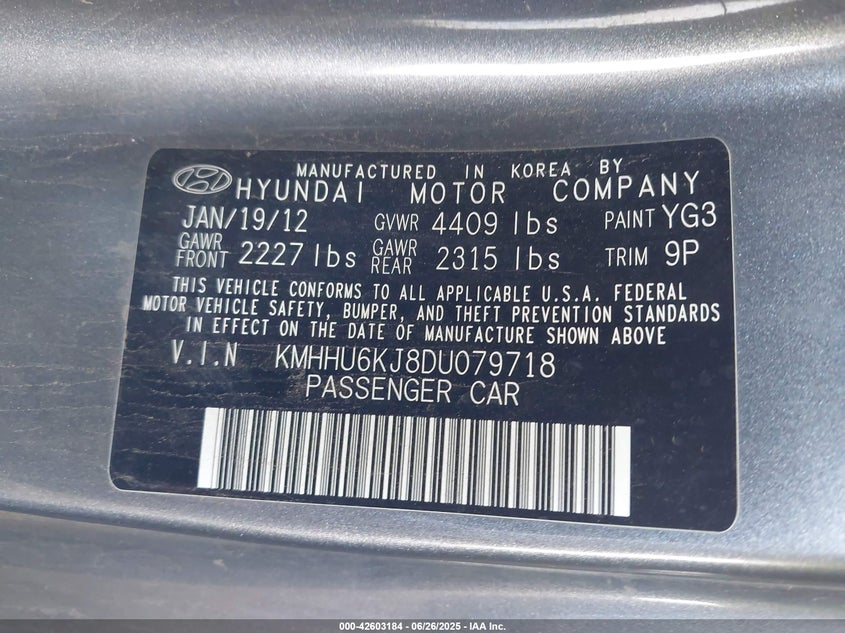 MANUFACTURED IN KOREA BY
HYUNDAI MOTOR COMPANY
JAN/19/12 GVWR 4409 lbs PAINT YG3
GAWR FRONT 2227 lbs GAWR REAR 2315 lbs TRIM 9P
THIS VEHICLE CONFORMS TO ALL APPLICABLE U.S.A. FEDERAL
MOTOR VEHICLE SAFETY, BUMPER, AND THEFT PREVENTION STANDARDS
IN EFFECT ON THE DATE OF MANUFACTURE SHOWN ABOVE
V.I.N KMHHU6KJ8DU079718
PASSENGER CAR
000-42603184 - 06/26/2025 - IAA Inc.